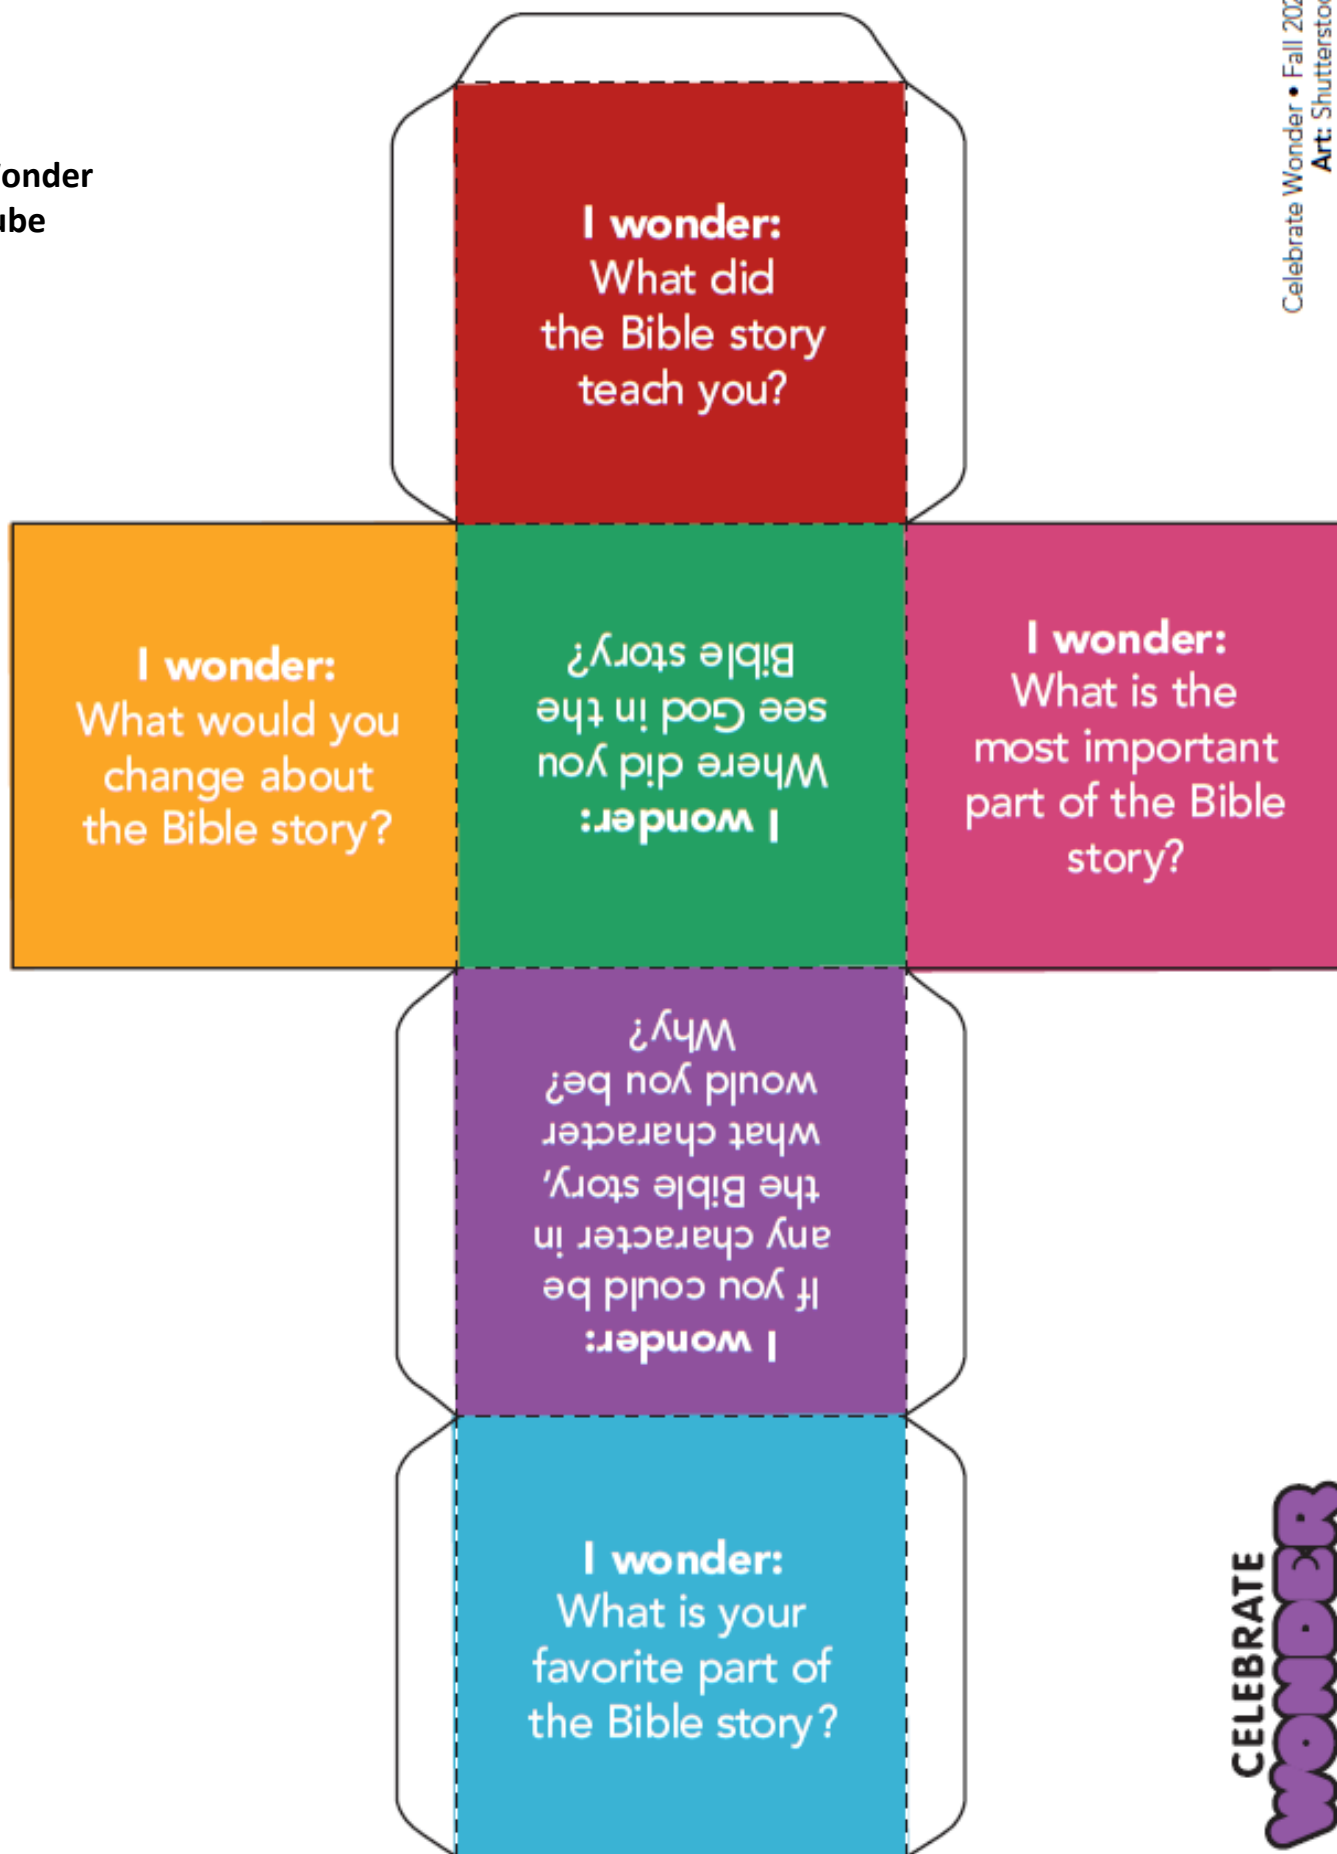 onder
ube
Celebrate Wonder • Fall 202
Art: Shutterstoc
I wonder:
What did
the Bible story
teach you?
I wonder:
What would you
change about
the Bible story?
I wonder:
Where did you
see God in the
Bible story?
I wonder:
What is the
most important
part of the Bible
story?
I wonder:
If you could be
any character in
the Bible story,
what character
would you be?
Why?
I wonder:
What is your
favorite part of
the Bible story?
CELEBRATE
WONDER